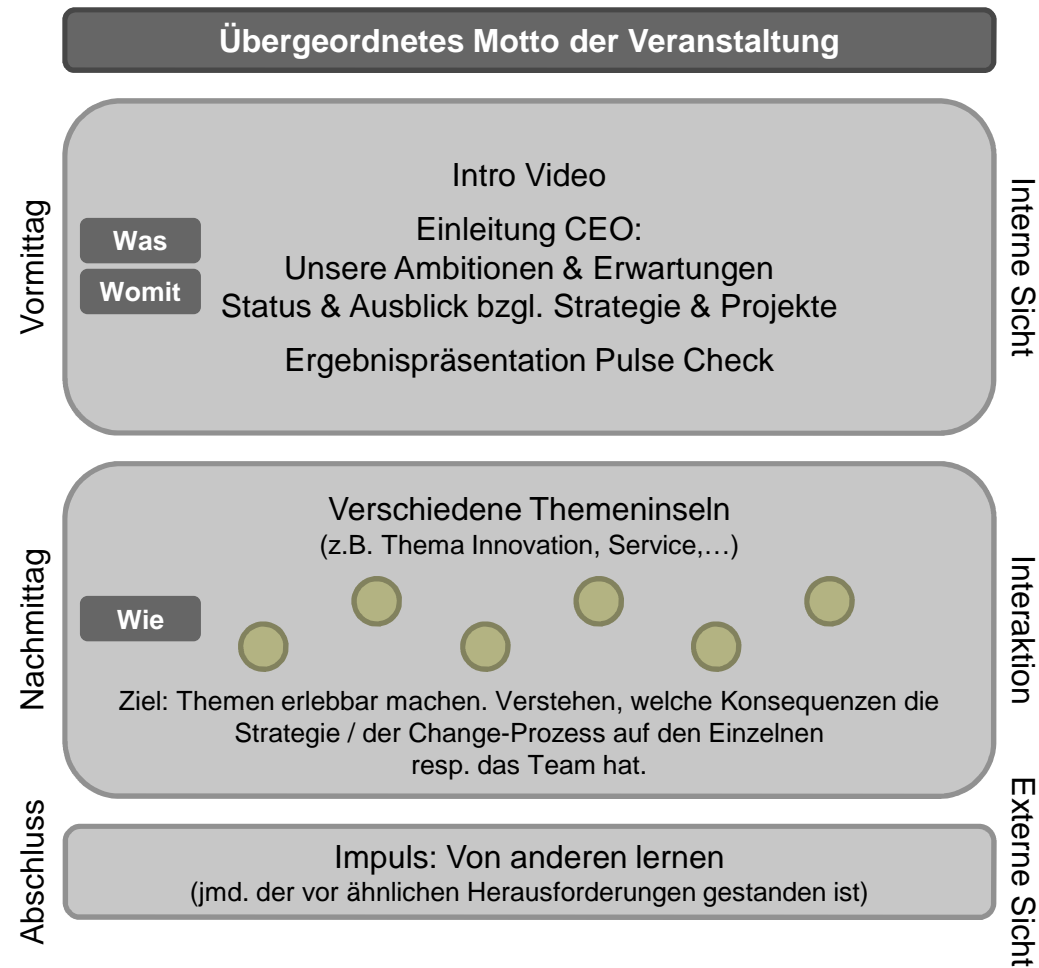 Übergeordnetes Motto der Veranstaltung
Vormittag
Was
Womit
Intro Video
Einleitung CEO:
Unsere Ambitionen & Erwartungen
Status & Ausblick bzgl. Strategie & Projekte
Ergebnispräsentation Pulse Check
Interne Sicht
Nachmittag
Wie
Verschiedene Themeninseln
(z.B. Thema Innovation, Service,…)
Ziel: Themen erlebbar machen. Verstehen, welche Konsequenzen die
Strategie / der Change-Prozess auf den Einzelnen
resp. das Team hat.
Interaktion
Abschluss
Impuls: Von anderen lernen
(jmd. der vor ähnlichen Herausforderungen gestanden ist)
Externe Sicht